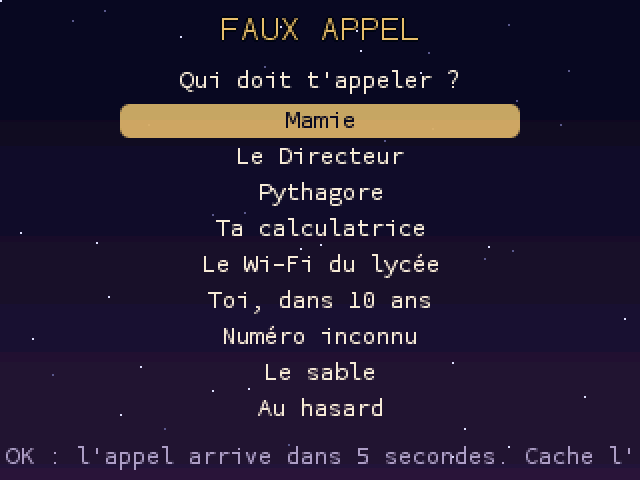 FAUX APPEL
Qui doit t'appeler ?
Mamie
Le Directeur
Pythagore
Ta calculatrice
Le Wi-Fi du lycée
Toi, dans 10 ans
Numéro inconnu
Le sable
Au hasard
OK : l'appel arrive dans 5 secondes. Cache l'